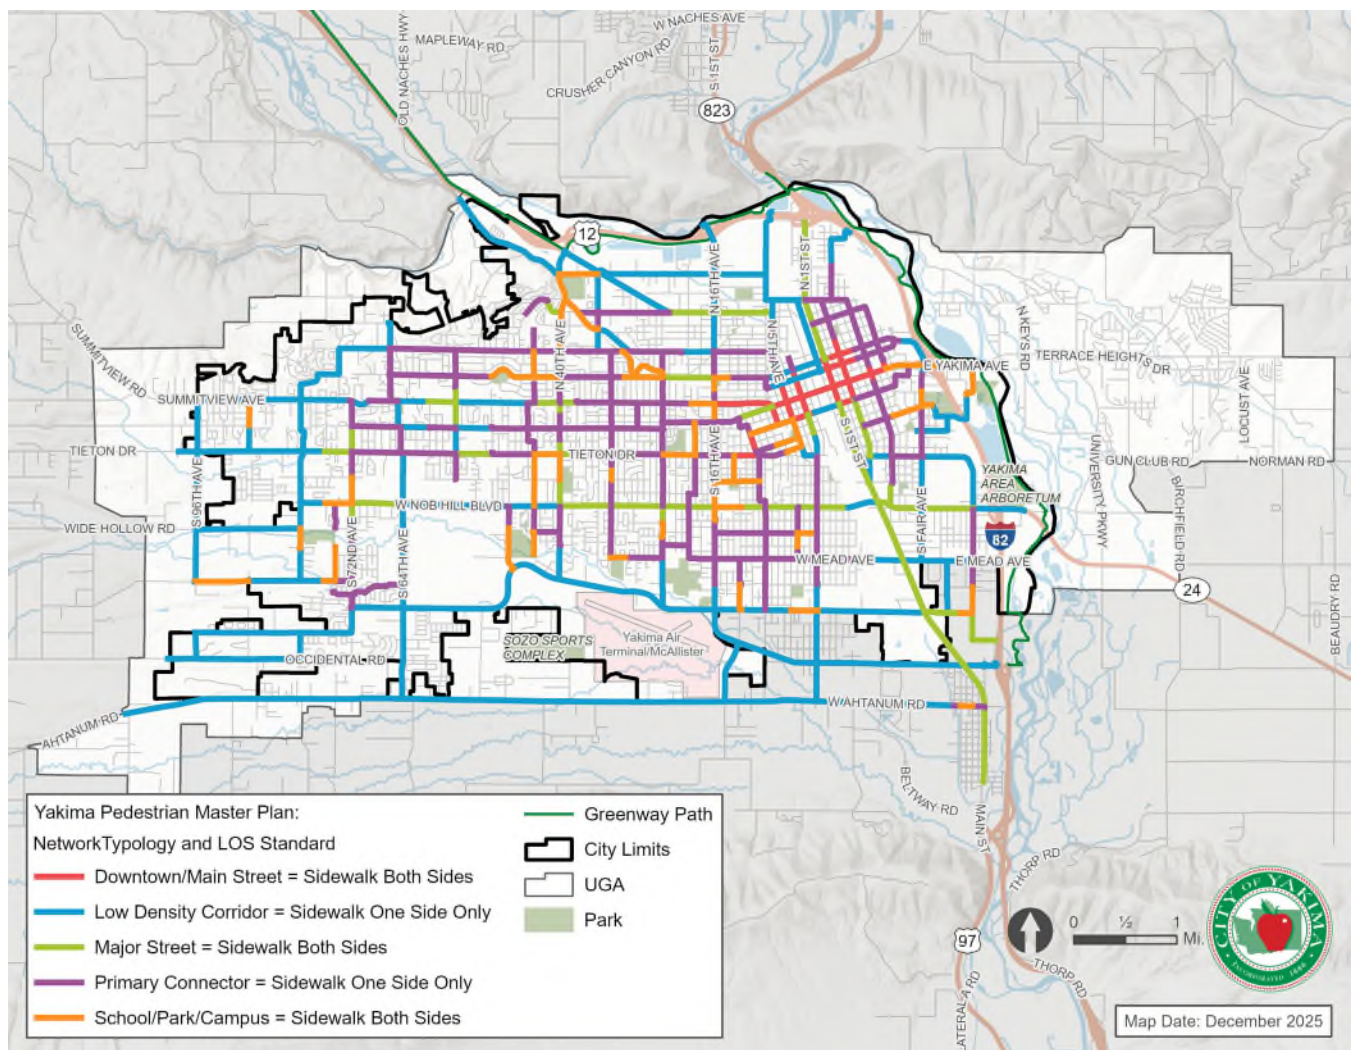 W NACHES AVE
OLD NACHES HWY
MAPLEWAY RD
CRUSHER CANYON RD
S 1ST ST
823
12
N 16TH AVE
N 1ST ST
N KEYS RD
SUMMITVIEW RD
N 40TH AVE
N 5TH AVE
E YAKIMA AVE
TERRACE HEIGHTS DR
LOCUST AVE
SUMMITVIEW AVE
TIETON DR
TIETON DR
S 16TH AVE
S 1ST ST
YAKIMA
AREA
ARBORETUM
UNIVERSITY PKWY
GUN CLUB RD
NORMAN RD
BIRCHFIELD RD
S 96TH AVE
WIDE HOLLOW RD
W NOB HILL BLVD
S 72ND AVE
S 64TH AVE
W MEAD AVE
S FAIR AVE
E MEAD AVE
82
24
BEAUDRY RD
OCCIDENTAL RD
SOZO SPORTS
COMPLEX
Yakima Air
Terminal/McAllister
AHTANUM RD
W AHTANUM RD
BELTWAY RD
MAIN ST
THORP RD
97
THORP RD
LATERAL A RD
Yakima Pedestrian Master Plan:
NetworkTypology and LOS Standard
Downtown/Main Street = Sidewalk Both Sides
Low Density Corridor = Sidewalk One Side Only
Major Street = Sidewalk Both Sides
Primary Connector = Sidewalk One Side Only
School/Park/Campus = Sidewalk Both Sides
Greenway Path
City Limits
UGA
Park
0 ½ 1
Mi.
CITY OF YAKIMA
INCORPORATED 1886
Map Date: December 2025